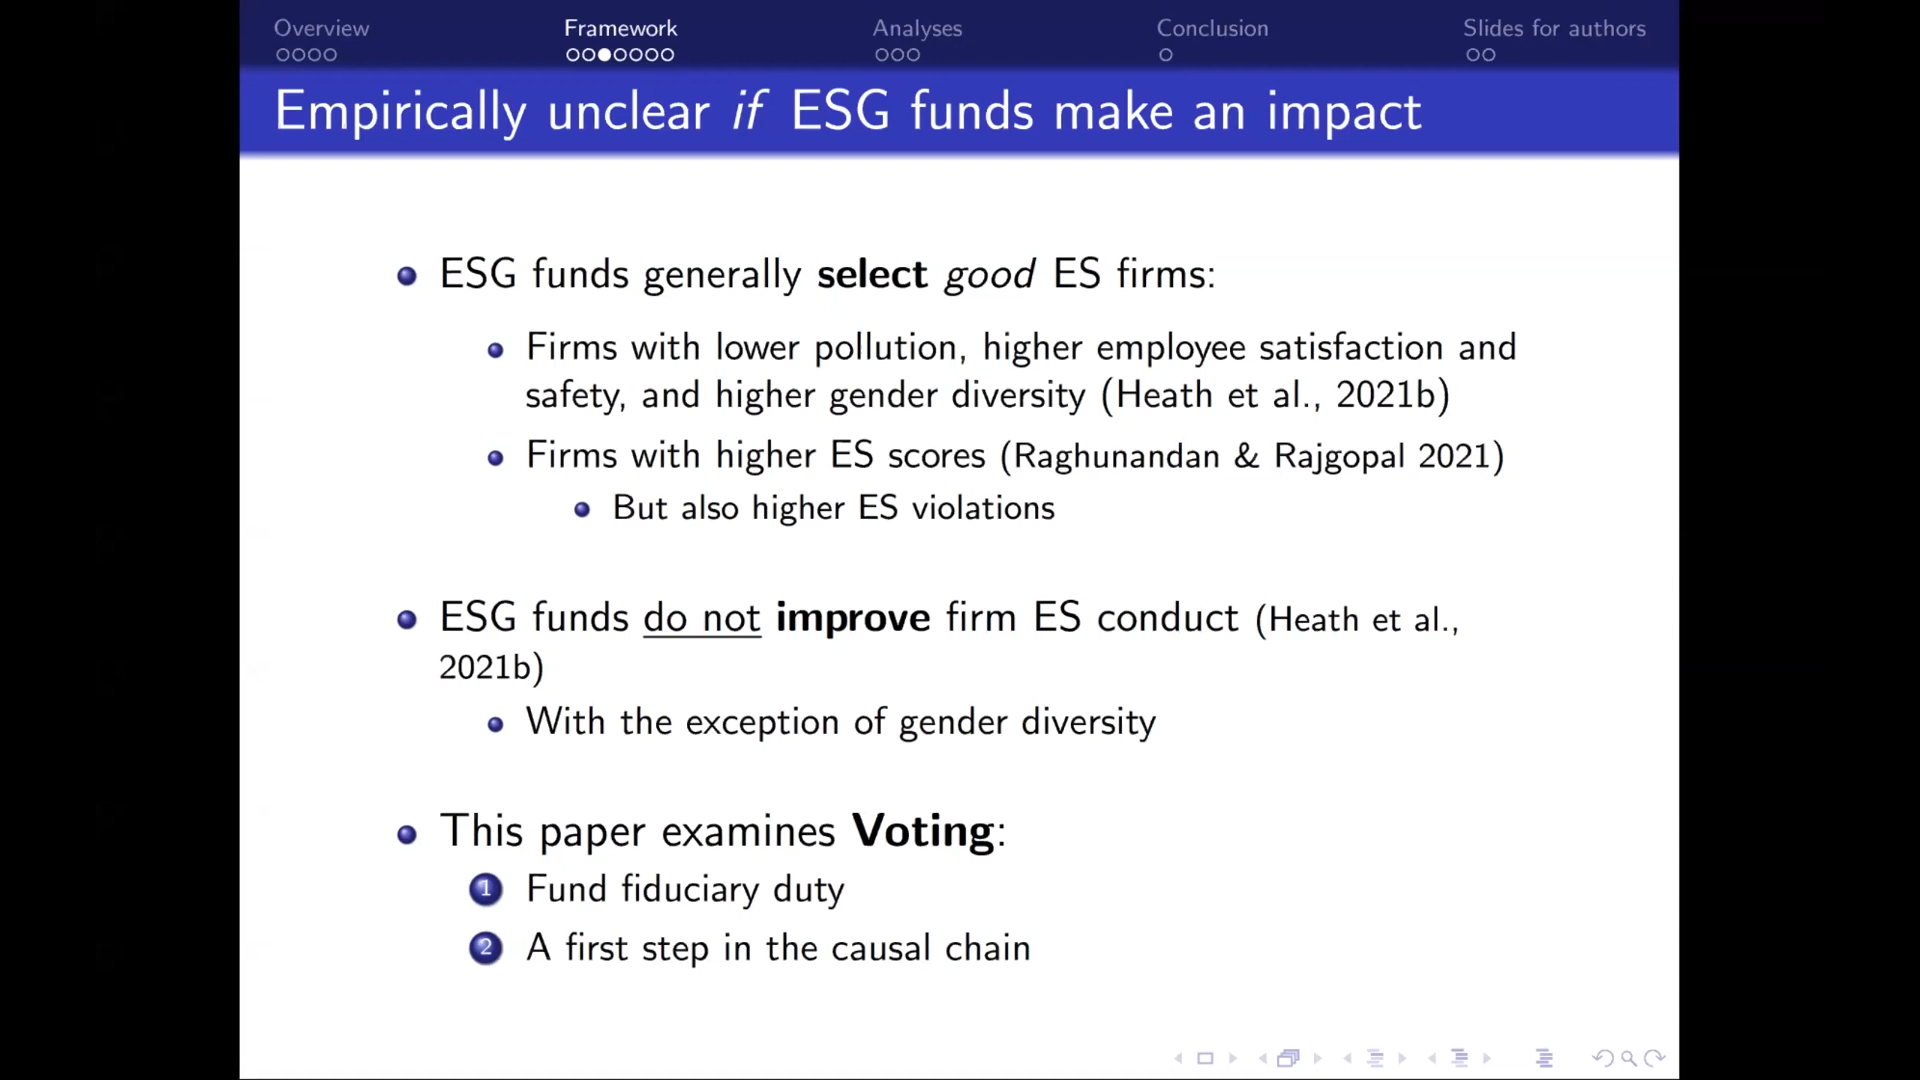 Overview
Framework
Analyses
Conclusion
Slides for authors
Empirically unclear if ESG funds make an impact
ESG funds generally select good ES firms:
Firms with lower pollution, higher employee satisfaction and
safety, and higher gender diversity (Heath et al., 2021b)
Firms with higher ES scores (Raghunandan & Rajgopal 2021)
But also higher ES violations
ESG funds do not improve firm ES conduct (Heath et al.,
2021b)
With the exception of gender diversity
This paper examines Voting:
1 Fund fiduciary duty
2 A first step in the causal chain